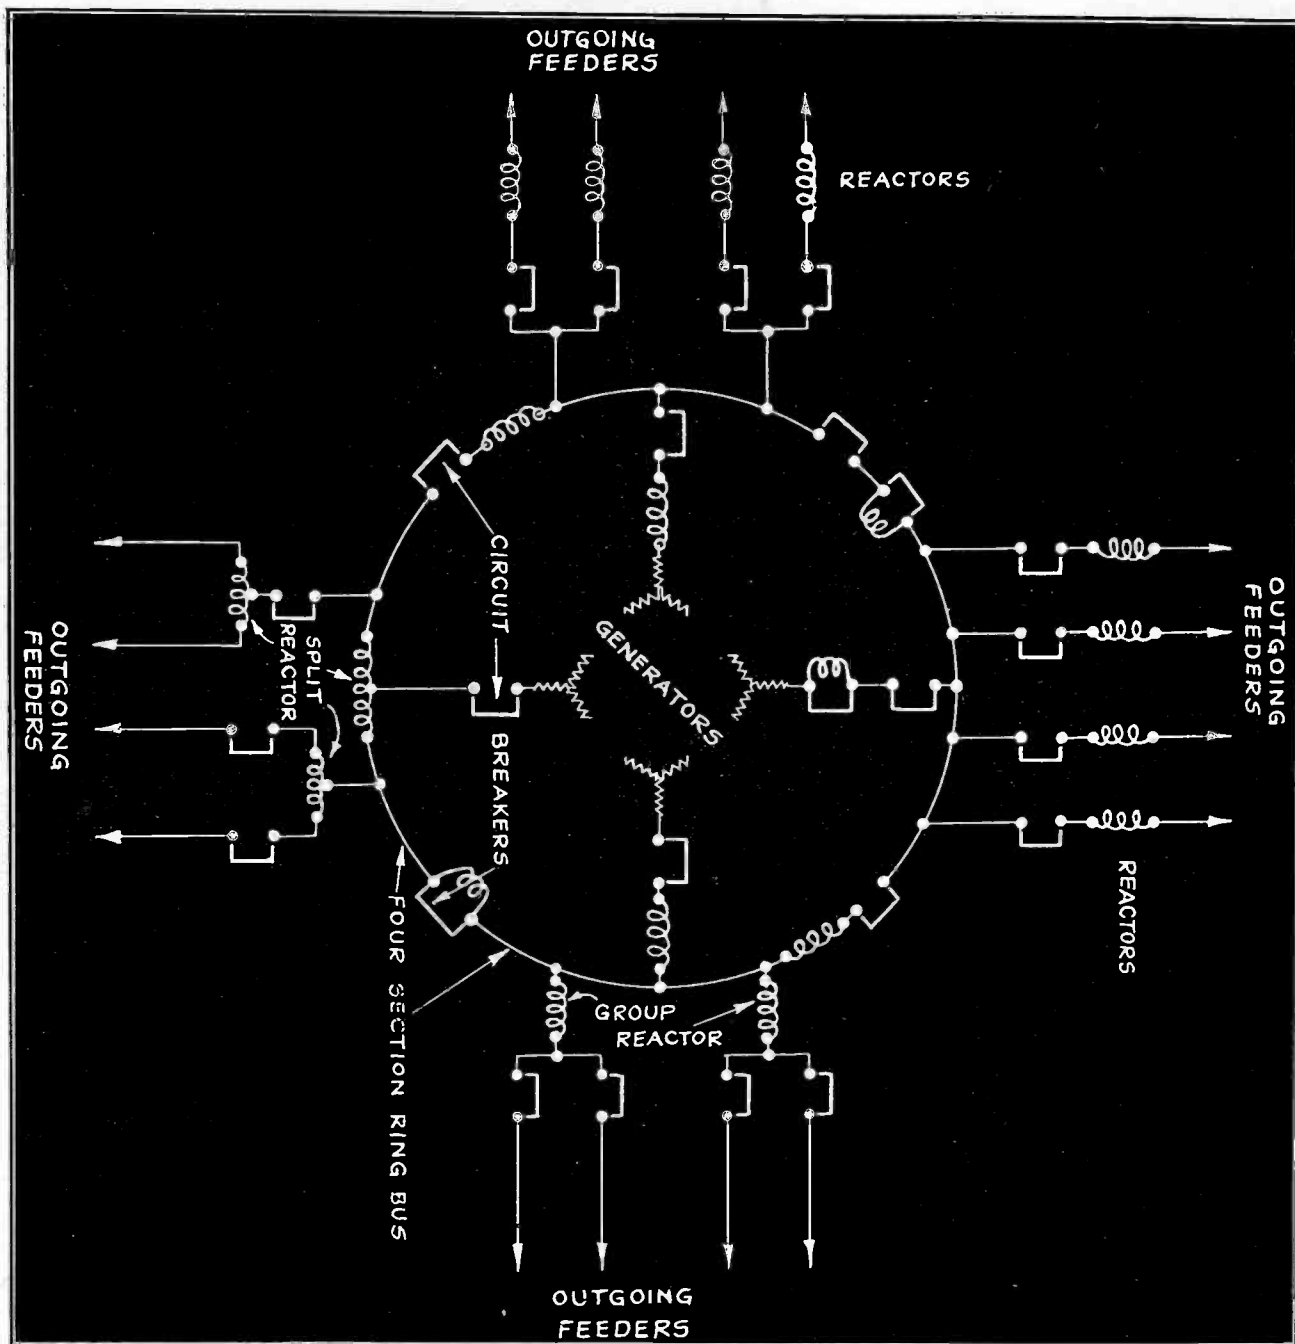 OUTGOING
FEEDERS
REACTORS
CIRCUIT
BREAKERS
GENERATORS
OUTGOING
FEEDERS
SPLIT
REACTOR
OUTGOING
FEEDERS
REACTORS
FOUR SECTION RING BUS
GROUP
REACTOR
OUTGOING
FEEDERS